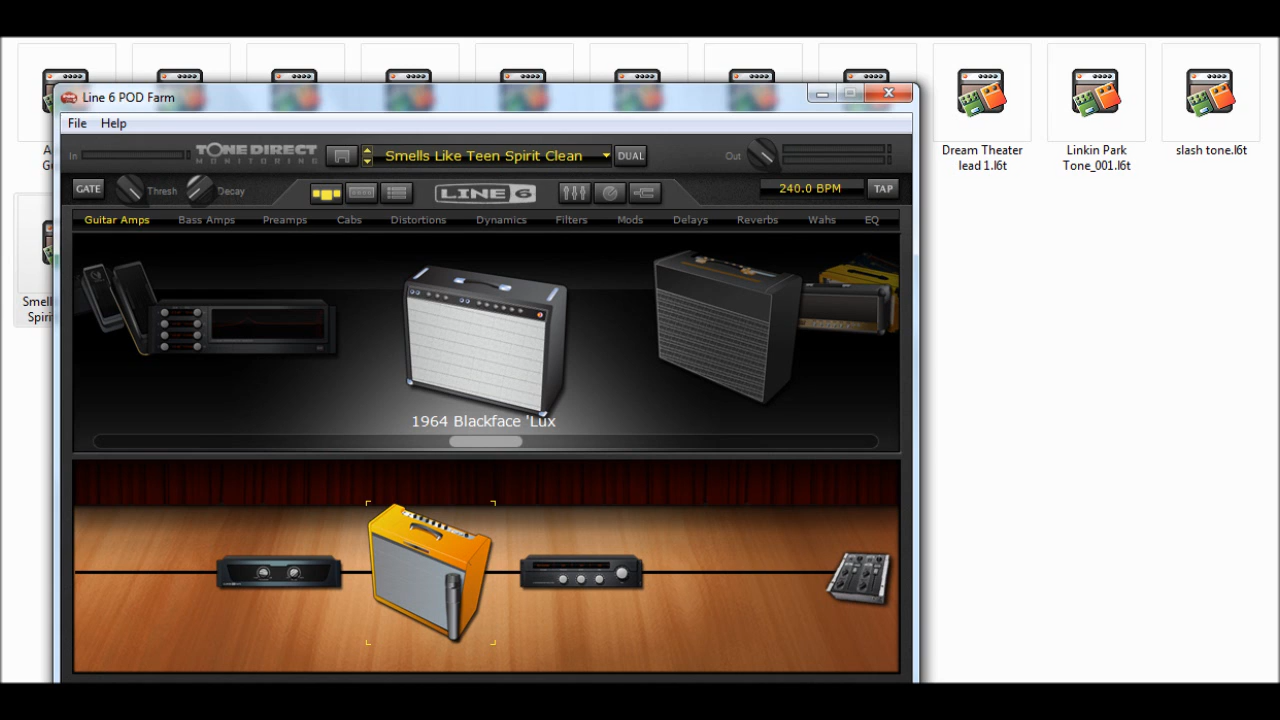 Line 6 POD Farm
File Help
In
TONE DIRECT
MONITORING
Smells Like Teen Spirit Clean
DUAL
Out
GATE
Thresh
Decay
LINE 6
240.0 BPM
TAP
Guitar Amps Bass Amps Preamps Cabs Distortions Dynamics Filters Mods Delays Reverbs Wahs EQ
1964 Blackface 'Lux
Dream Theater
lead 1.l6t
Linkin Park
Tone_001.l6t
slash tone.l6t